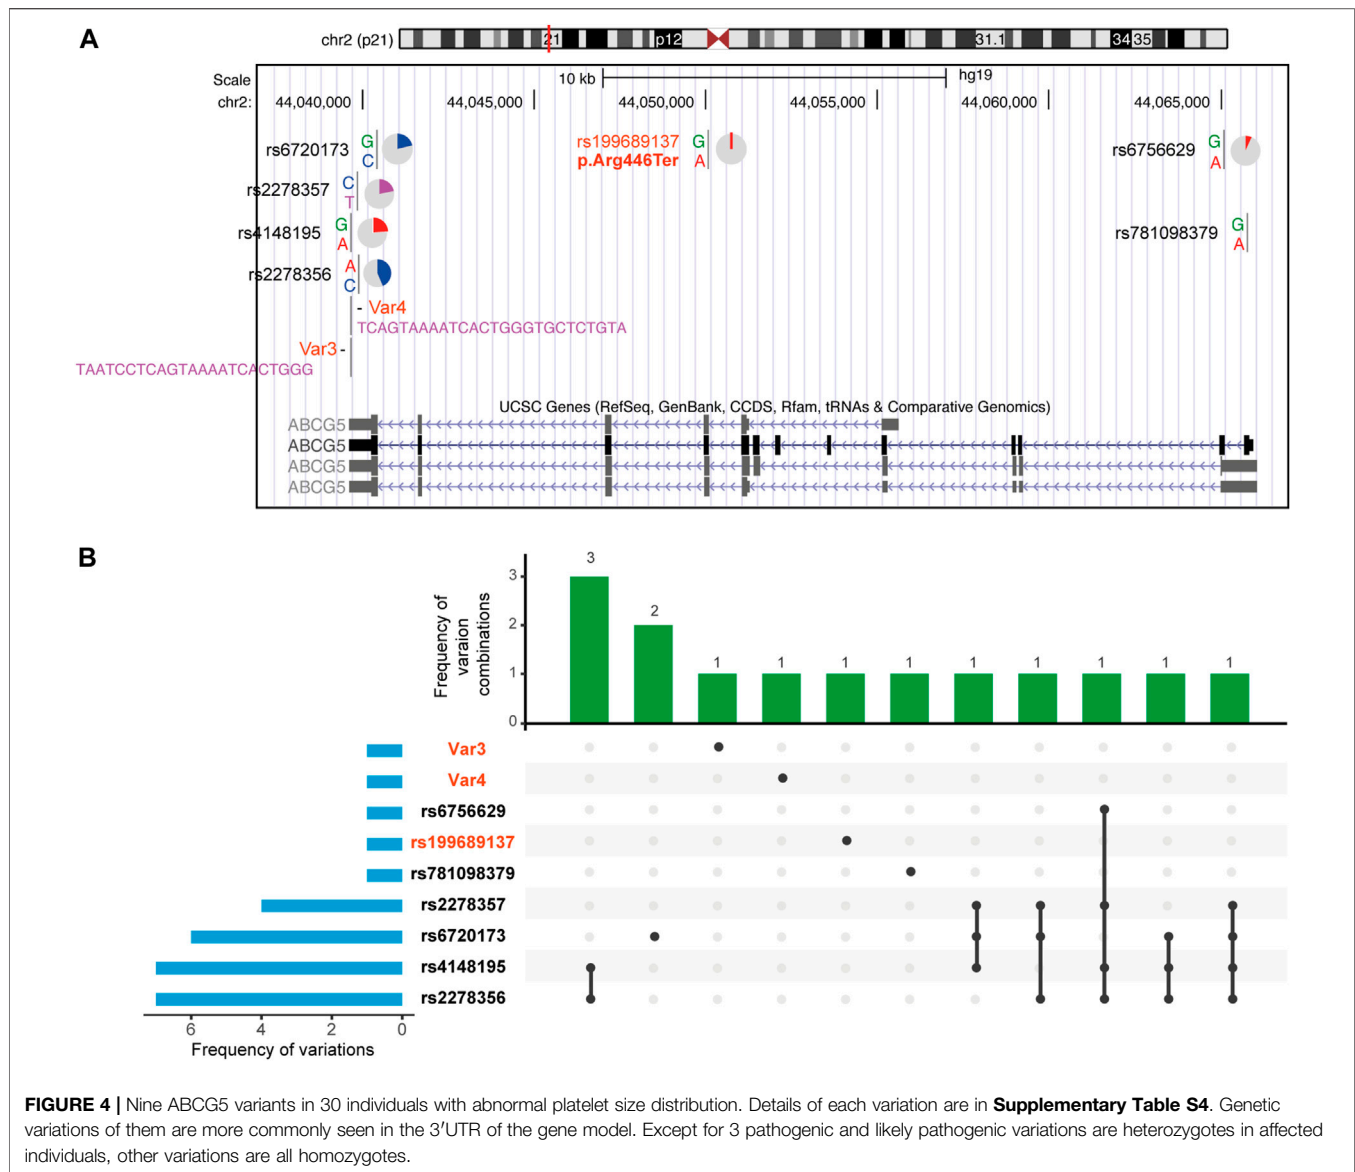 A
chr2 (p21) 21 p12 31.1 34 35
Scale 10 kb hg19
chr2: 44,040,000 44,045,000 44,050,000 44,055,000 44,060,000 44,065,000
rs6720173 G C
rs199689137 G A
p.Arg446Ter
rs6756629 G A
rs2278357 C T
rs4148195 G A
rs781098379 G A
rs2278356 A C
- Var4
TCAGTAAAATCACTGGGTGCTCTGTA
Var3 -
TAATCCTCAGTAAAATCACTGGG
UCSC Genes (RefSeq, GenBank, CCDS, Rfam, tRNAs & Comparative Genomics)
ABCG5
ABCG5
ABCG5
ABCG5
B
Frequency of
varaion
combinations
3
2
1
0
3 2 1 1 1 1 1 1 1 1 1
Var3
Var4
rs6756629
rs199689137
rs781098379
rs2278357
rs6720173
rs4148195
rs2278356
6 4 2 0
Frequency of variations
FIGURE 4 | Nine ABCG5 variants in 30 individuals with abnormal platelet size distribution. Details of each variation are in Supplementary Table S4. Genetic
variations of them are more commonly seen in the 3′UTR of the gene model. Except for 3 pathogenic and likely pathogenic variations are heterozygotes in affected
individuals, other variations are all homozygotes.